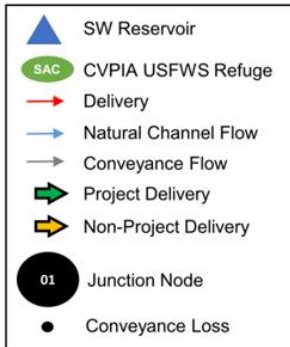 SW Reservoir
SAC CVPIA USFWS Refuge
Delivery
Natural Channel Flow
Conveyance Flow
Project Delivery
Non-Project Delivery
01 Junction Node
Conveyance Loss